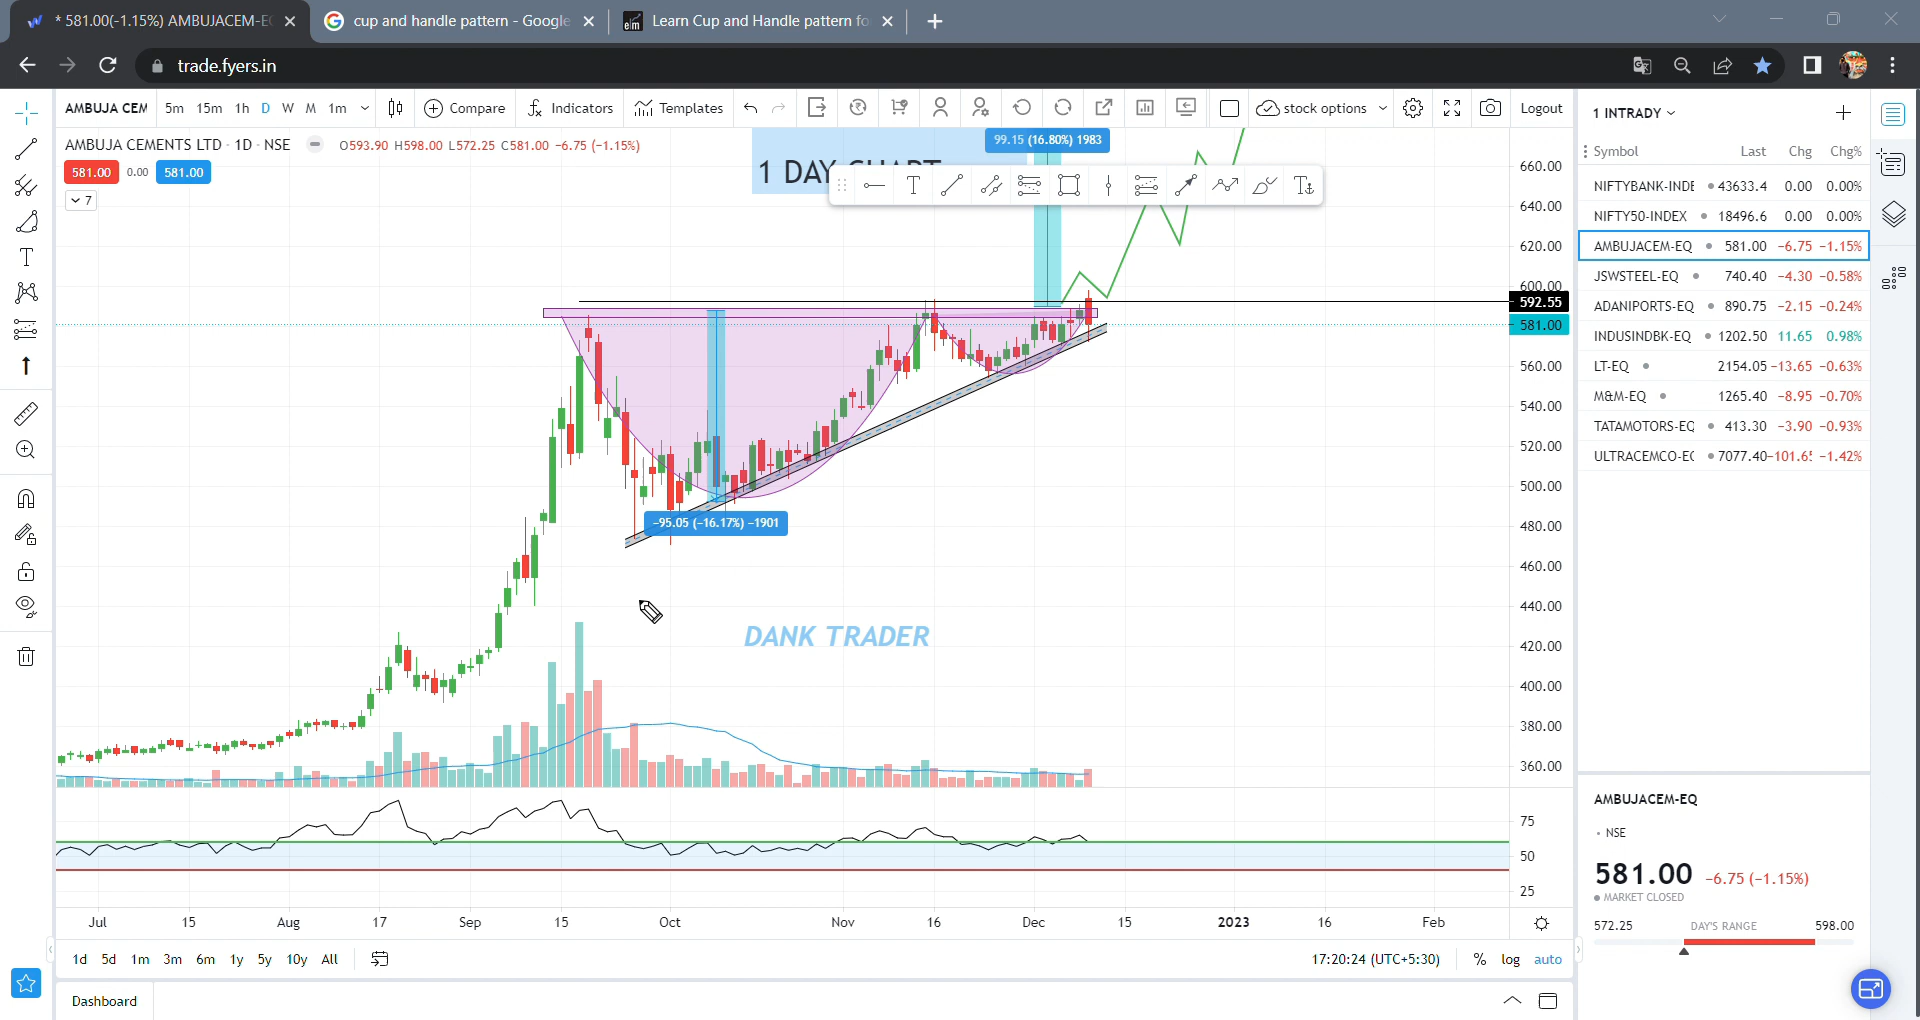 * 581.00(-1.15%) AMBUJACEM-E
cup and handle pattern - Google
Learn Cup and Handle pattern fo
trade.fyers.in
AMBUJA CEM 5m 15m 1h D W M 1m Compare Indicators Templates stock options Logout
AMBUJA CEMENTS LTD · 1D · NSE O593.90 H598.00 L572.25 C581.00 -6.75 (-1.15%)
581.00 0.00 581.00
7
1 DAY CHART
99.15 (16.80%) 1983
-95.05 (-16.17%) -1901
DANK TRADER
660.00
640.00
620.00
600.00
592.55
581.00
560.00
540.00
520.00
500.00
480.00
460.00
440.00
420.00
400.00
380.00
360.00
75
50
25
Jul 15 Aug 17 Sep 15 Oct Nov 16 Dec 15 2023 16 Feb
1d 5d 1m 3m 6m 1y 5y 10y All 17:20:24 (UTC+5:30) % log auto
Dashboard
1 INTRADY
Symbol Last Chg Chg%
NIFTYBANK-INDE 43633.4 0.00 0.00%
NIFTY50-INDEX 18496.6 0.00 0.00%
AMBUJACEM-EQ 581.00 -6.75 -1.15%
JSWSTEEL-EQ 740.40 -4.30 -0.58%
ADANIPORTS-EQ 890.75 -2.15 -0.24%
INDUSINDBK-EQ 1202.50 11.65 0.98%
LT-EQ 2154.05 -13.65 -0.63%
M&M-EQ 1265.40 -8.95 -0.70%
TATAMOTORS-EQ 413.30 -3.90 -0.93%
ULTRACEMCO-E 7077.40 -101.6 -1.42%
AMBUJACEM-EQ
NSE
581.00 -6.75 (-1.15%)
MARKET CLOSED
572.25 DAY'S RANGE 598.00